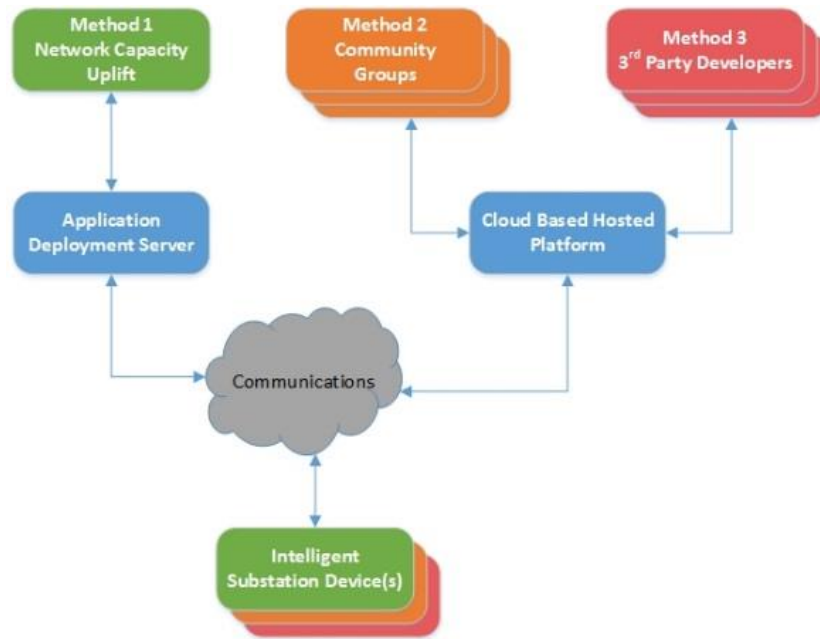 Method 1
Network Capacity
Uplift
Method 2
Community
Groups
Method 3
3rd Party Developers
Application
Deployment Server
Cloud Based Hosted
Platform
Communications
Intelligent
Substation Device(s)